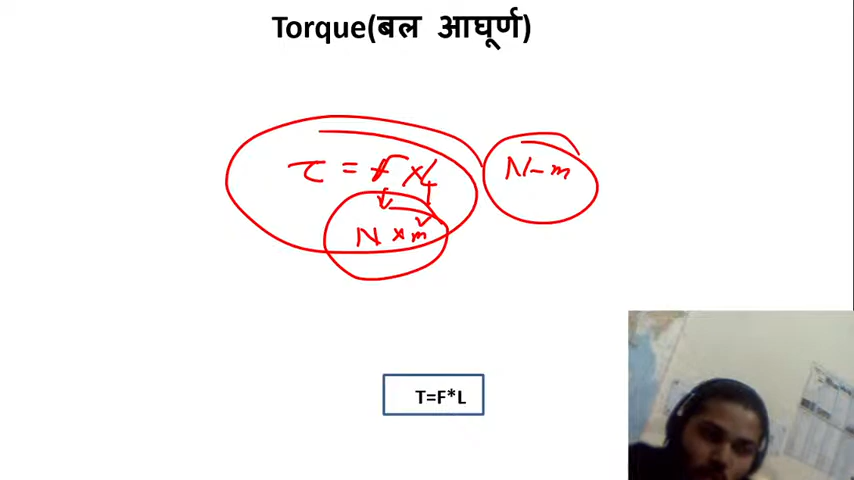 Torque(बल आघूर्ण)
τ = F x L
N - m
N x m
T=F*L